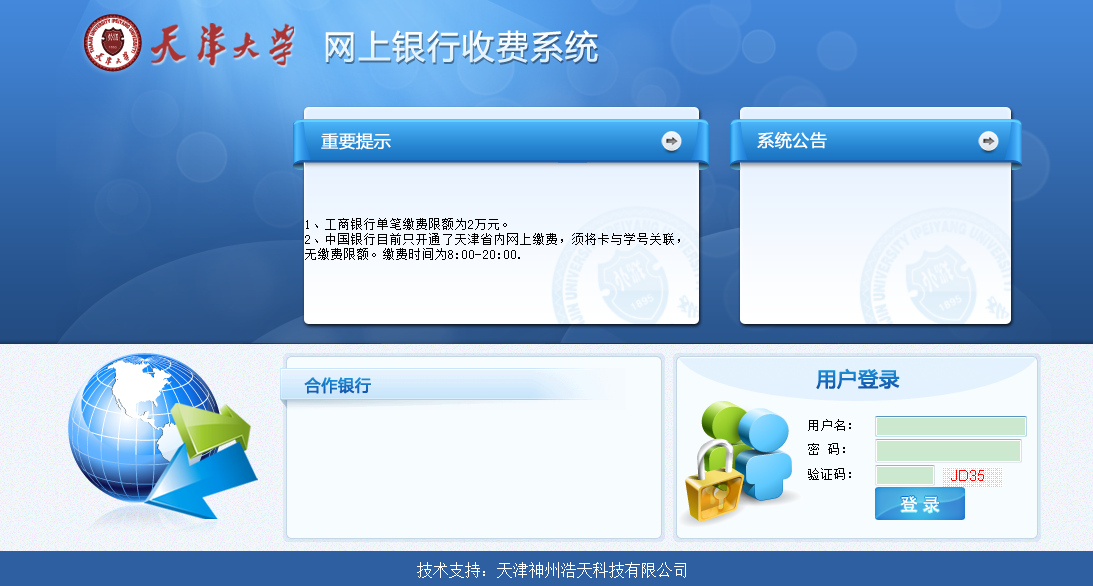 天津大学 网上银行收费系统
重要提示
系统公告
1、工商银行单笔缴费限额为2万元。
2、中国银行目前只开通了天津省内网上缴费，须将卡与学号关联，
无缴费限额。缴费时间为8:00-20:00.
合作银行
用户登录
用户名：
密 码：
验证码：
JD35
登 录
技术支持：天津神州浩天科技有限公司